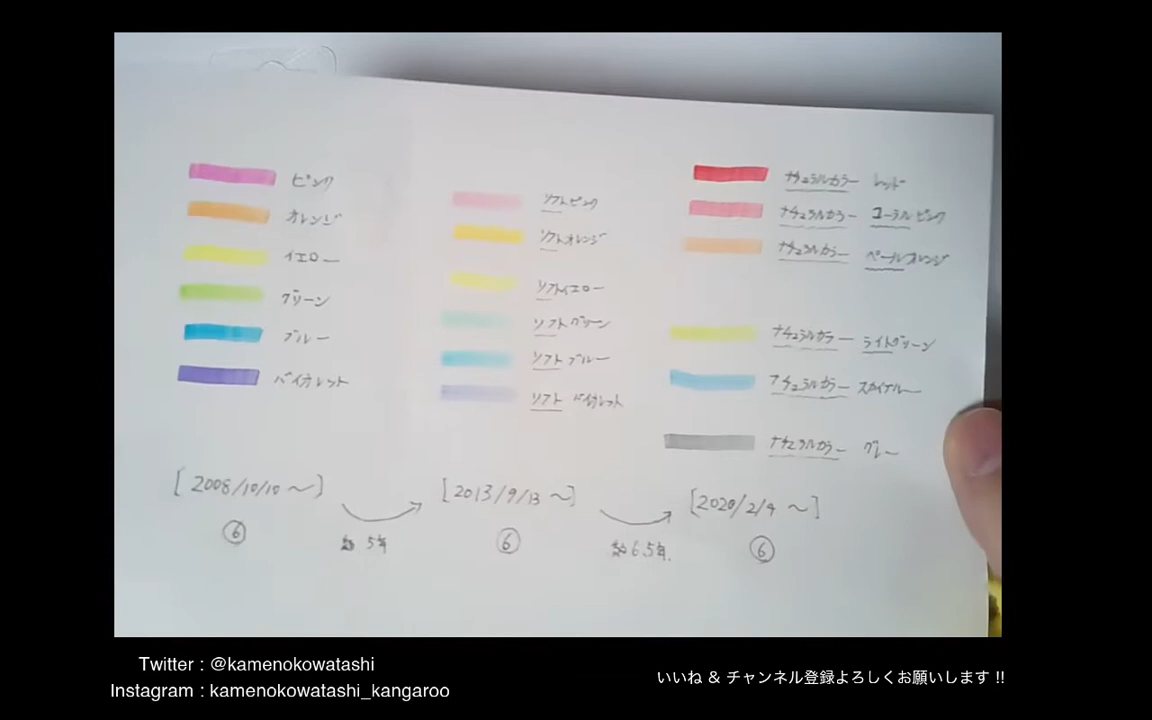 ピンク
オレンジ
イエロー
グリーン
ブルー
バイオレット
[2008/10/10 〜]
⑥
約 5年
ソフトピンク
ソフトオレンジ
ソフトイエロー
ソフトグリーン
ソフト ブルー
ソフト バイオレット
[2013/9/13 〜]
⑥
約6.5年.
ナチュラルカラー レッド
ナチュラルカラー コーラルピンク
ナチュラルカラー ペールオレンジ
ナチュラルカラー ライトグリーン
ナチュラルカラー スカイブルー
ナチュラルカラー グレー
[2020/2/4 〜]
⑥
Twitter : @kamenokowatashi
Instagram : kamenokowatashi_kangaroo
いいね & チャンネル登録よろしくお願いします !!